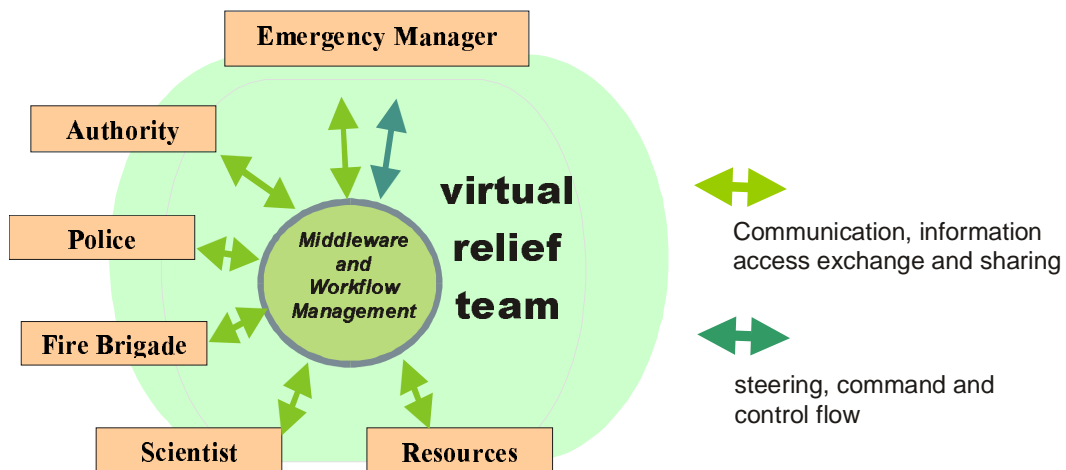 Emergency Manager
Authority
Police
Fire Brigade
Scientist
Resources
Middleware
and
Workflow
Management
virtual
relief
team
Communication, information
access exchange and sharing
steering, command and
control flow